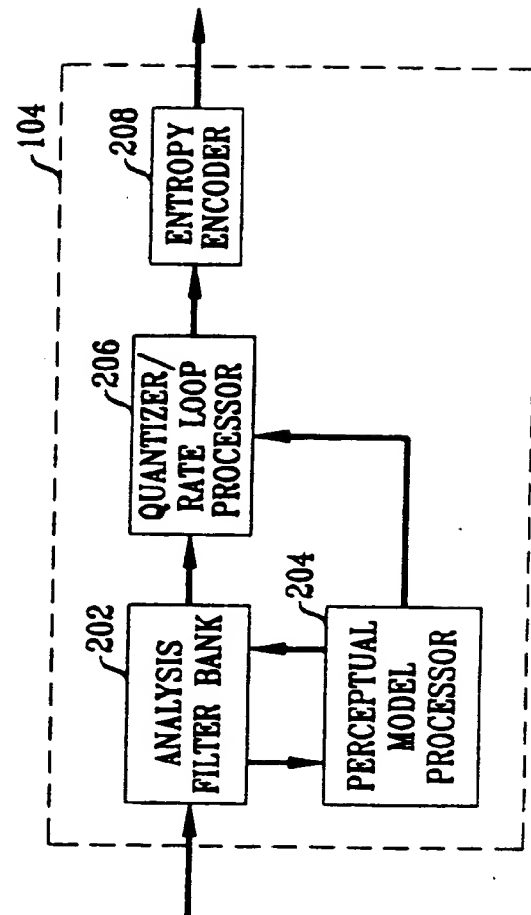 104
202
ANALYSIS
FILTER BANK
204
PERCEPTUAL
MODEL
PROCESSOR
206
QUANTIZER/
RATE LOOP
PROCESSOR
208
ENTROPY
ENCODER